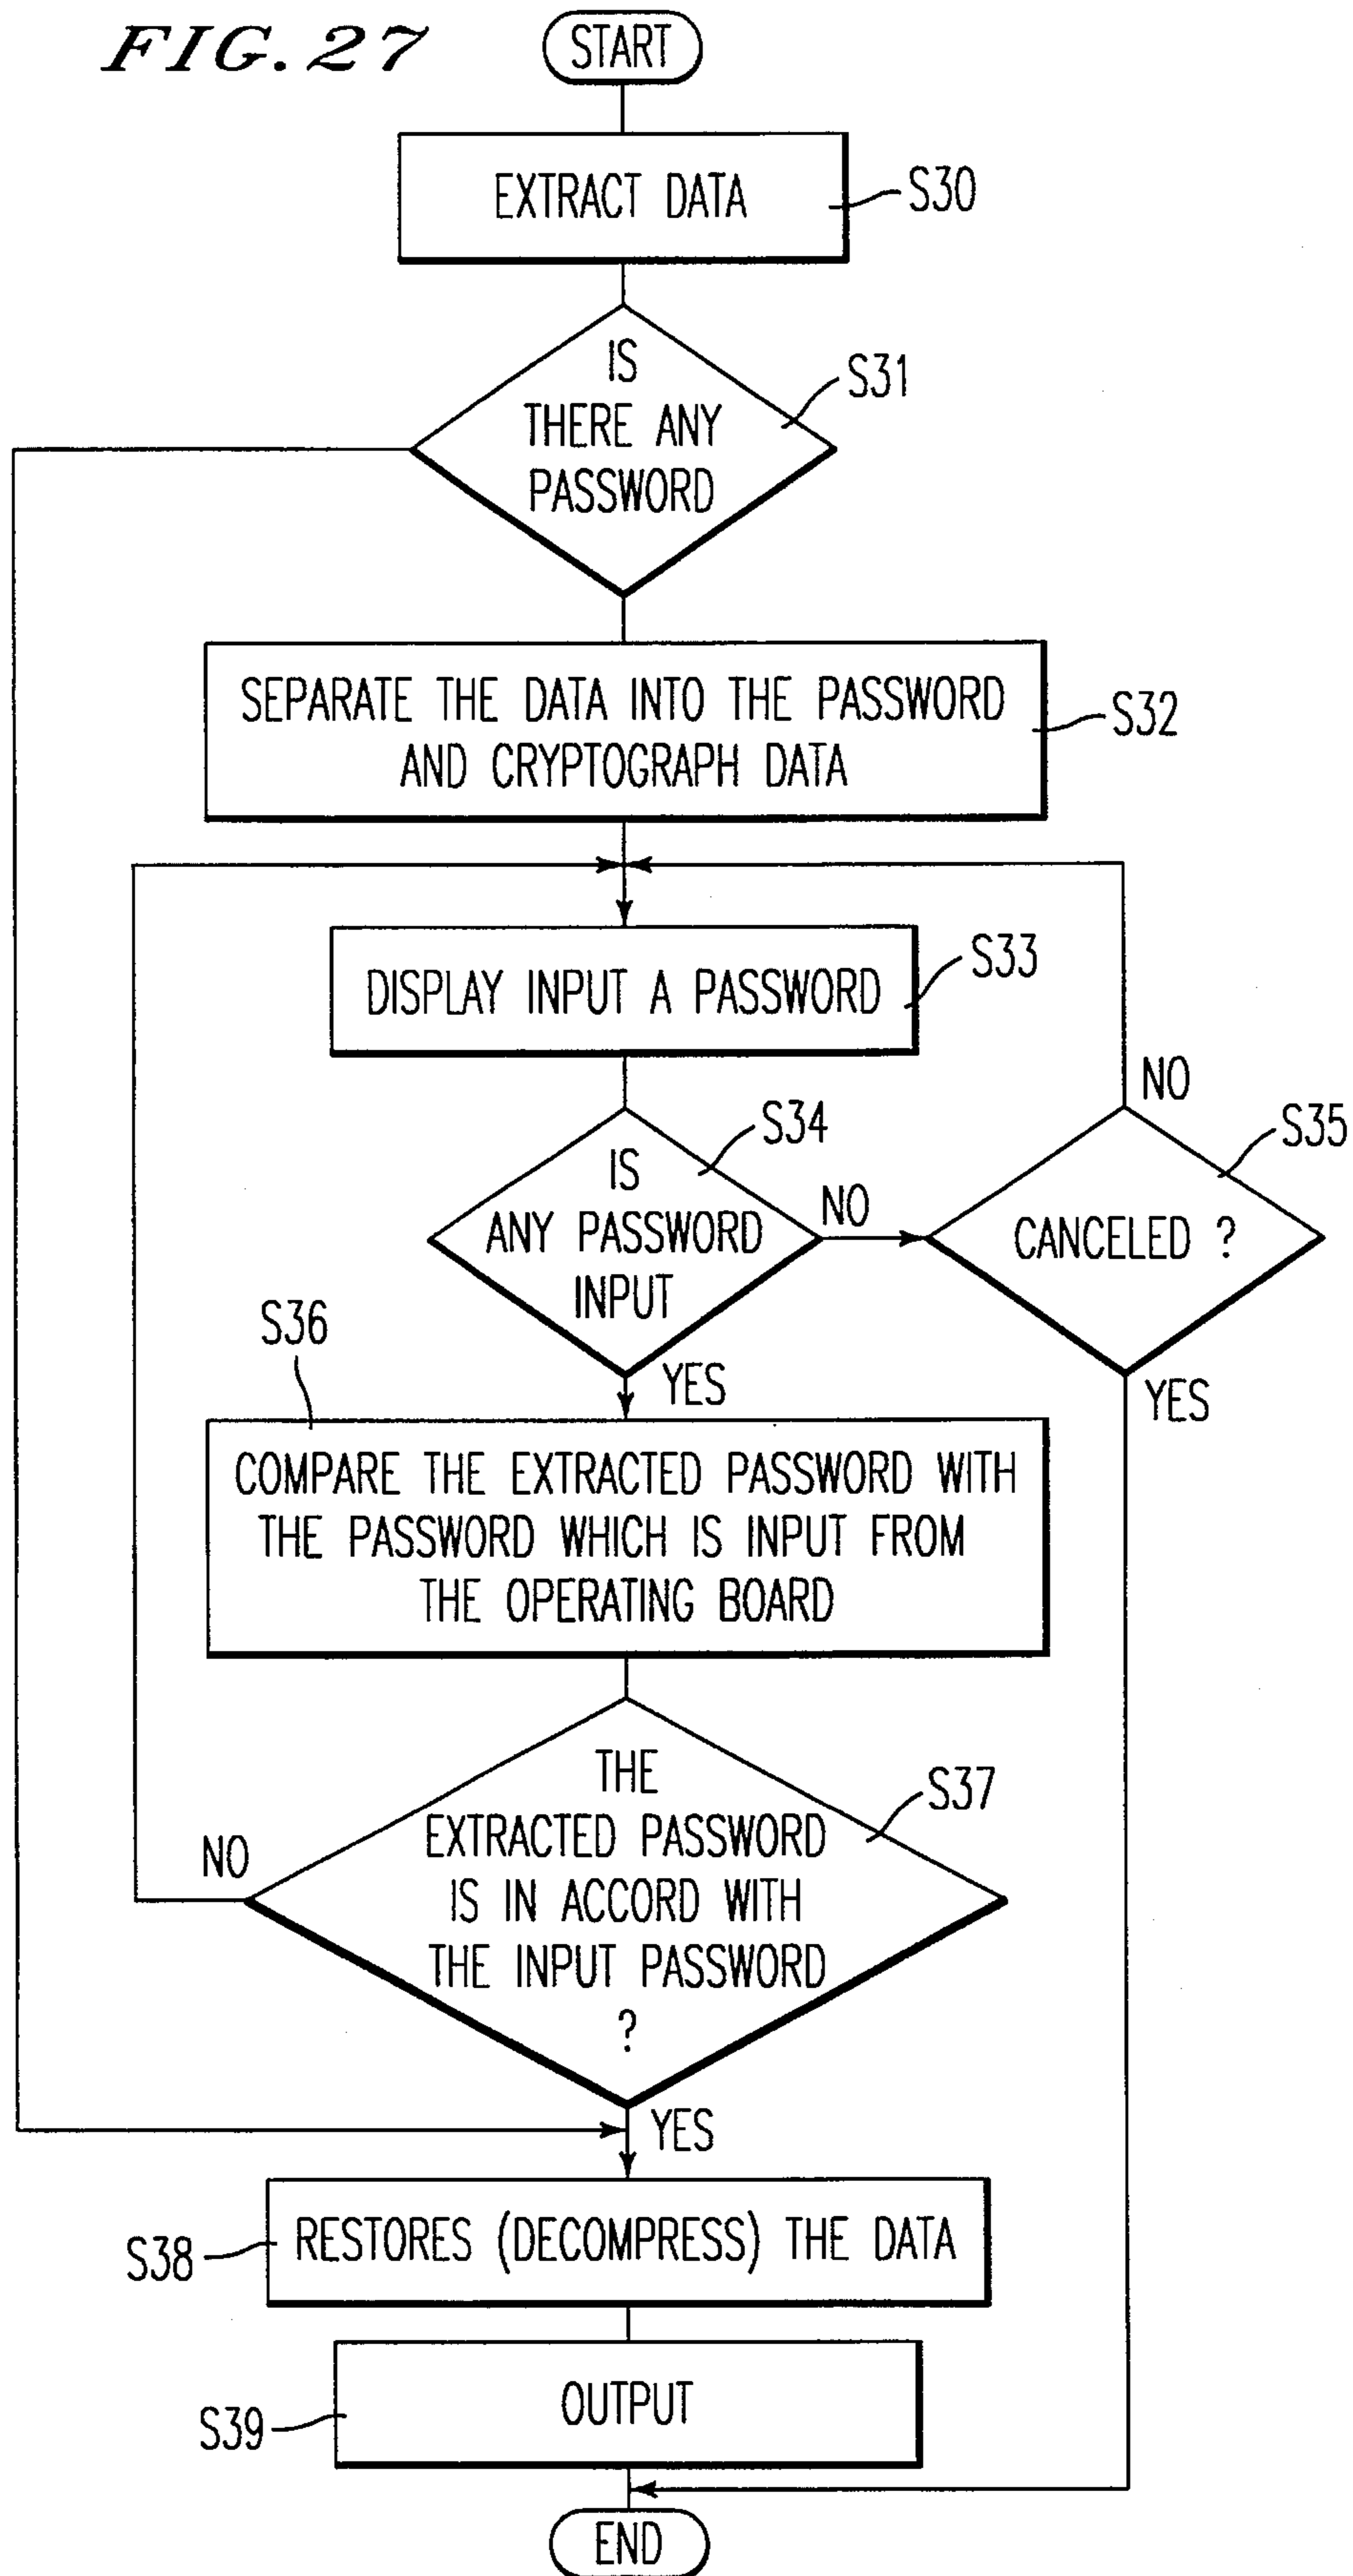 FIG. 27
START
EXTRACT DATA
S30
IS
THERE ANY
PASSWORD
S31
SEPARATE THE DATA INTO THE PASSWORD
AND CRYPTOGRAPH DATA
S32
DISPLAY INPUT A PASSWORD
S33
IS
ANY PASSWORD
INPUT
S34
NO
CANCELED ?
S35
NO
YES
YES
S36
COMPARE THE EXTRACTED PASSWORD WITH
THE PASSWORD WHICH IS INPUT FROM
THE OPERATING BOARD
THE
EXTRACTED PASSWORD
IS IN ACCORD WITH
THE INPUT PASSWORD
?
S37
NO
YES
RESTORES (DECOMPRESS) THE DATA
S38
OUTPUT
S39
END